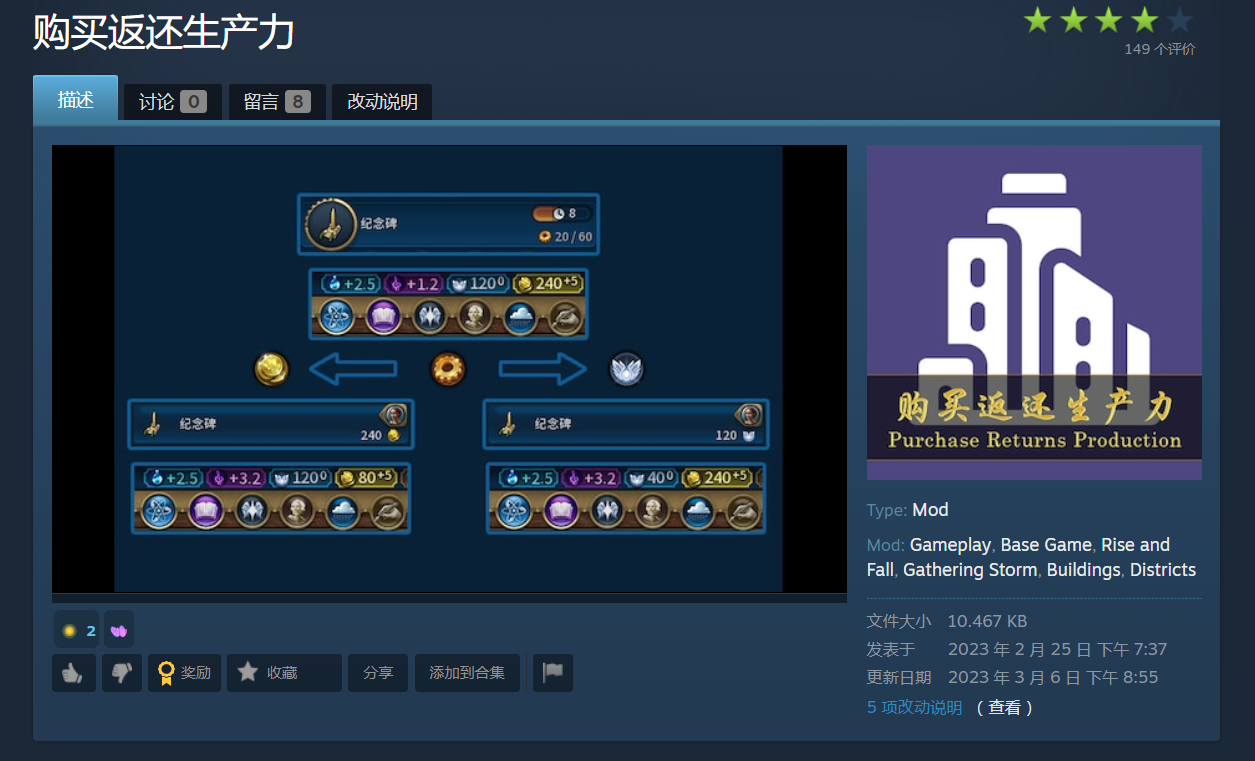 购买返还生产力
149 个评价
描述
讨论 0
留言 8
改动说明
纪念碑
8
20/60
+2.5 +1.2 120⁰ 240⁺⁵
纪念碑
240
纪念碑
120
+2.5 +3.2 120⁰ 80⁺⁵
+2.5 +3.2 40⁰ 240⁺⁵
2
奖励
收藏
分享
添加到合集
购买返还生产力
Purchase Returns Production
Type: Mod
Mod: Gameplay, Base Game, Rise and
Fall, Gathering Storm, Buildings, Districts
文件大小 10.467 KB
发表于 2023 年 2 月 25 日 下午 7:37
更新日期 2023 年 3 月 6 日 下午 8:55
5 项改动说明 ( 查看 )